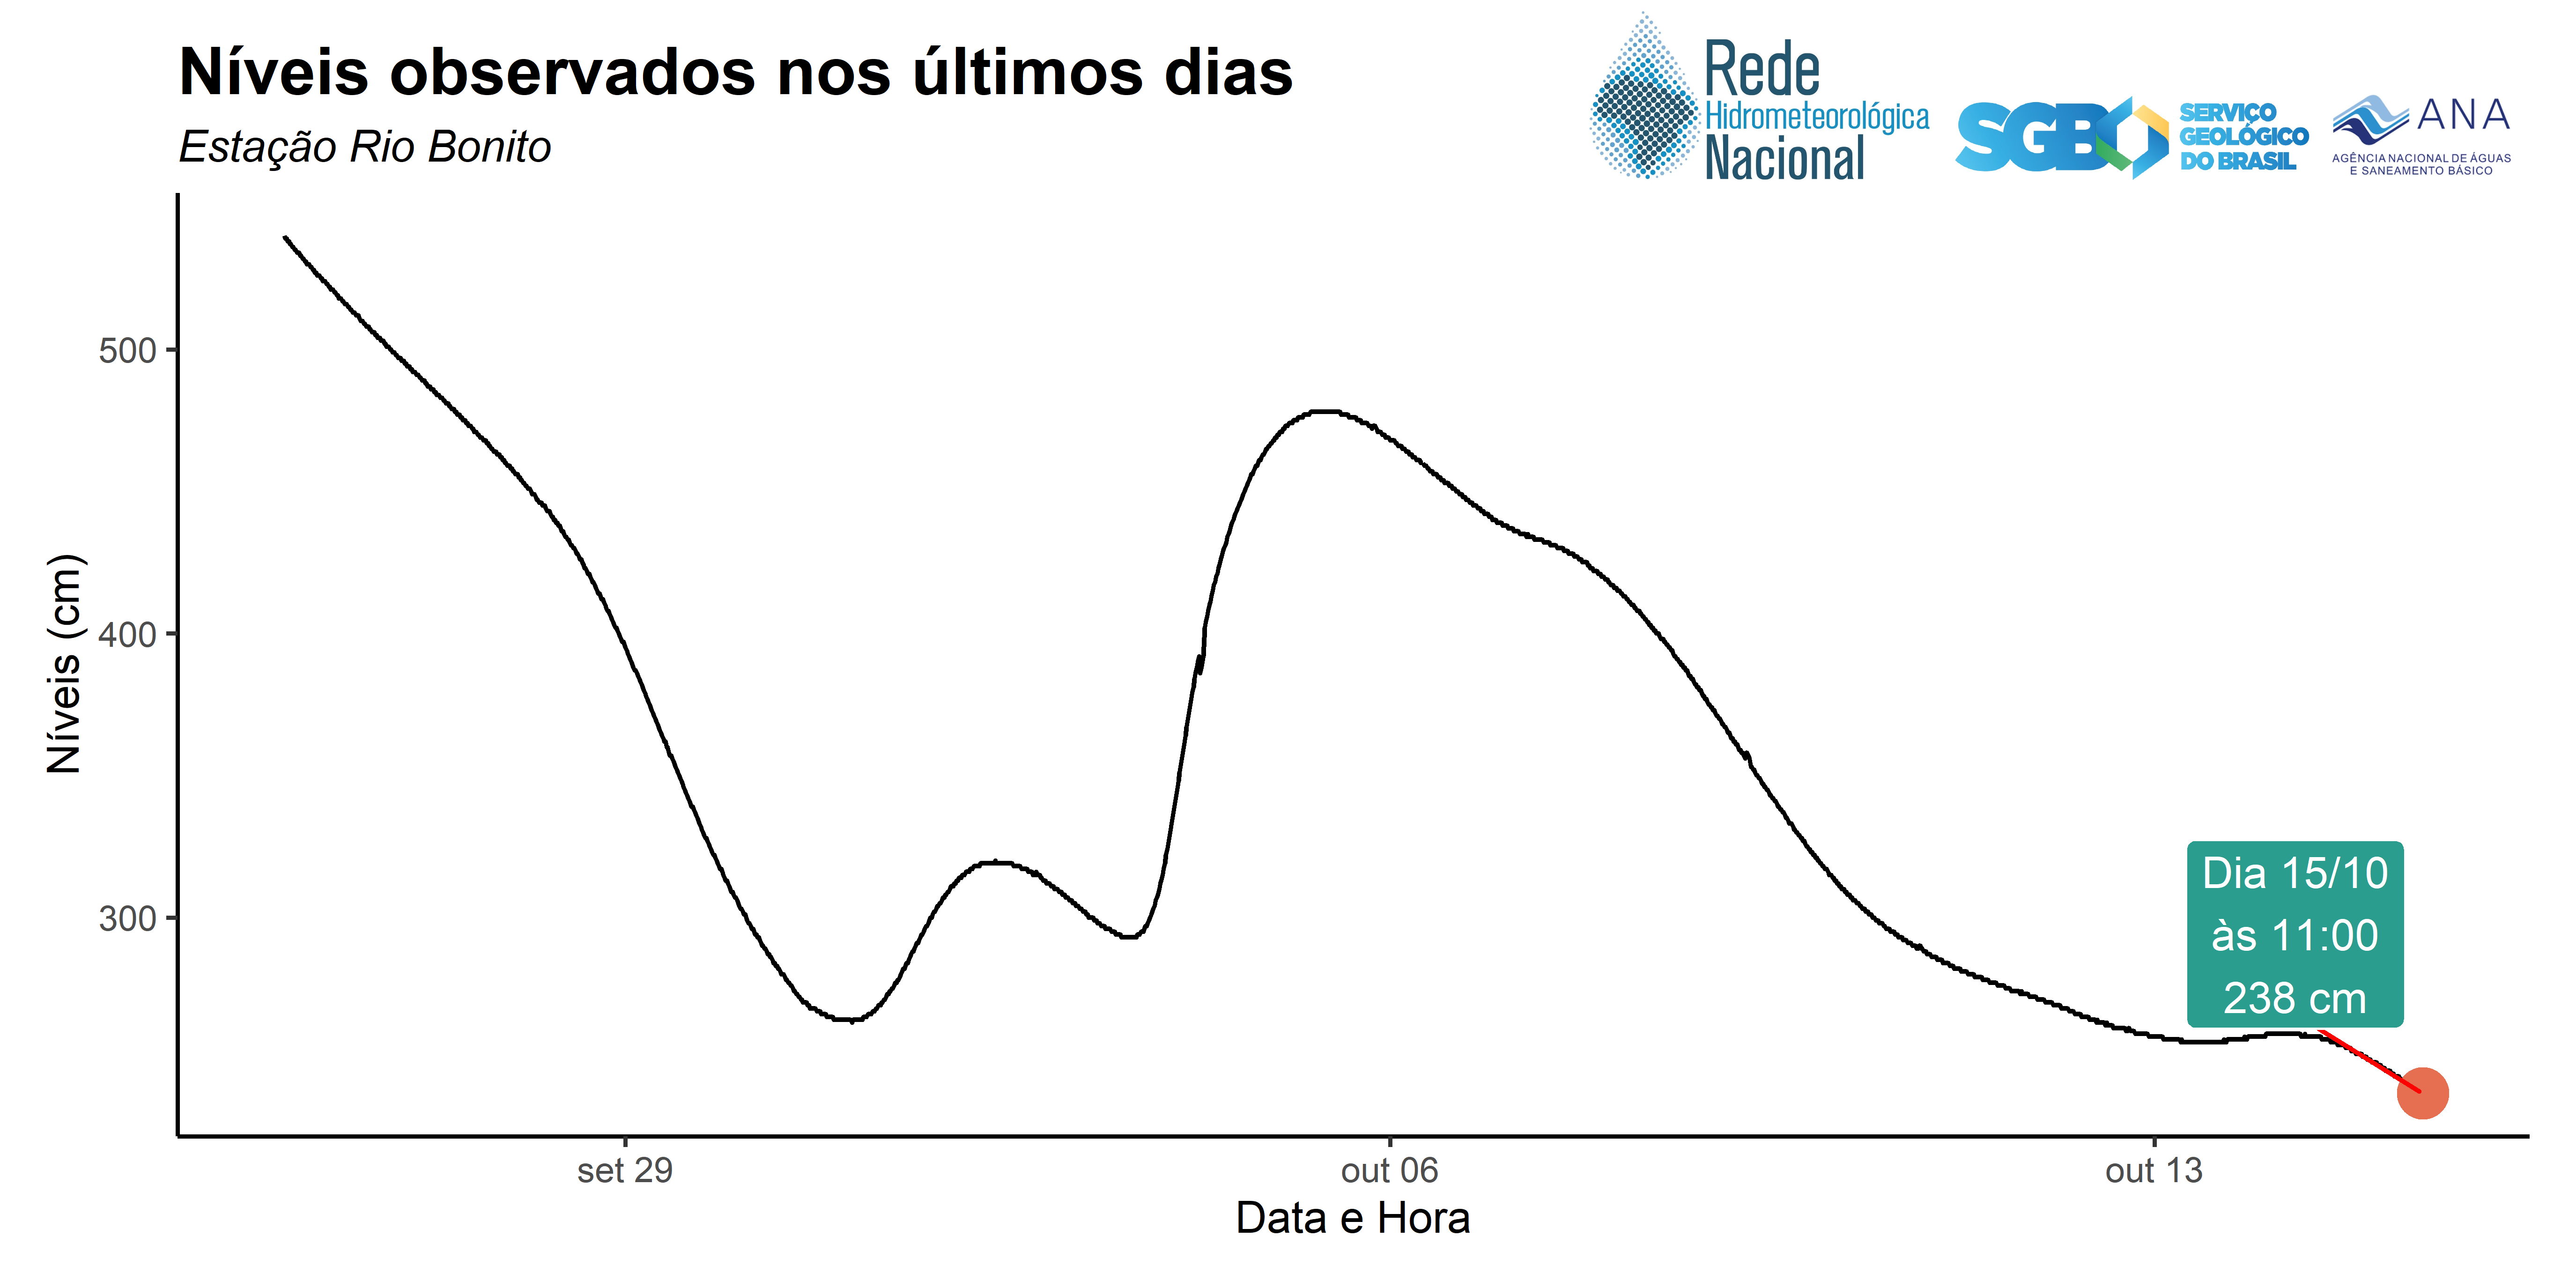 Níveis observados nos últimos dias
Estação Rio Bonito
Rede
Hidrometeorológica
Nacional
SGB
SERVIÇO
GEOLÓGICO
DO BRASIL
ANA
AGÊNCIA NACIONAL DE ÁGUAS
E SANEAMENTO BÁSICO
Níveis (cm)
500
400
300
Dia 15/10
às 11:00
238 cm
set 29
out 06
out 13
Data e Hora